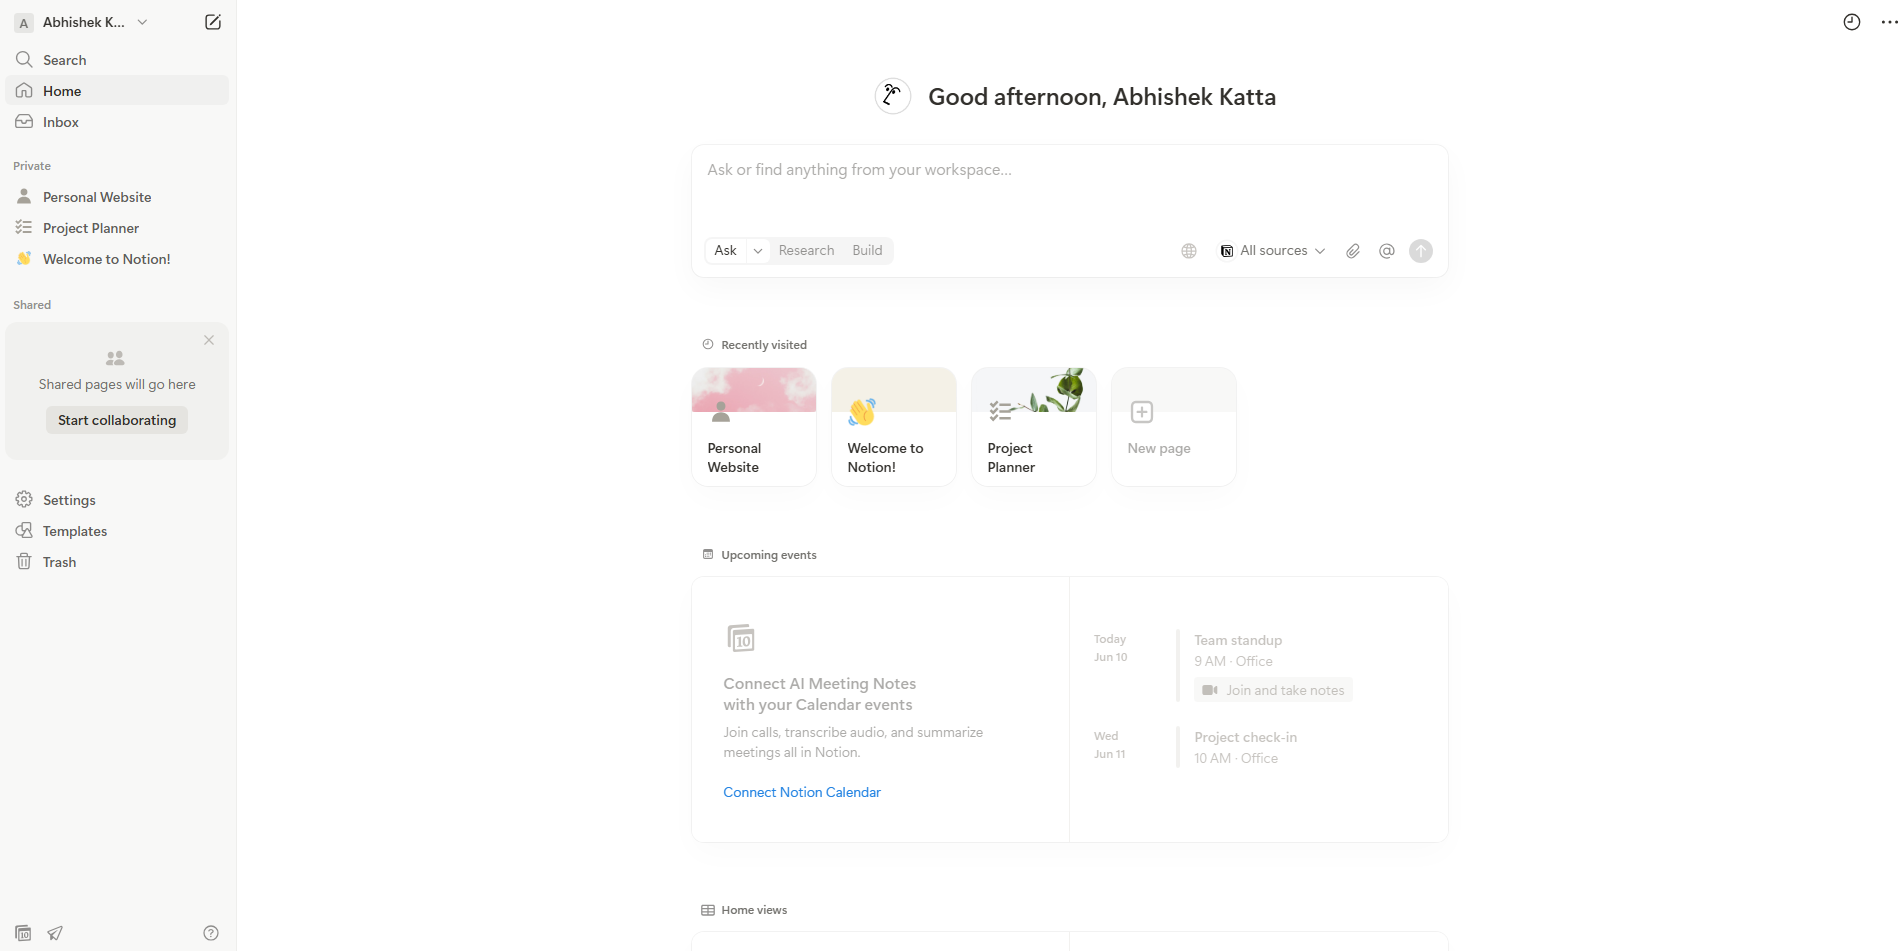 A
Abhishek K...
Search
Home
Inbox
Private
Personal Website
Project Planner
Welcome to Notion!
Shared
Shared pages will go here
Start collaborating
Settings
Templates
Trash
10
Good afternoon, Abhishek Katta
Ask or find anything from your workspace...
Ask
Research
Build
All sources
Recently visited
Personal
Website
Welcome to
Notion!
Project
Planner
New page
Upcoming events
10
Connect AI Meeting Notes
with your Calendar events
Join calls, transcribe audio, and summarize
meetings all in Notion.
Connect Notion Calendar
Today
Jun 10
Team standup
9 AM · Office
Join and take notes
Wed
Jun 11
Project check-in
10 AM · Office
Home views